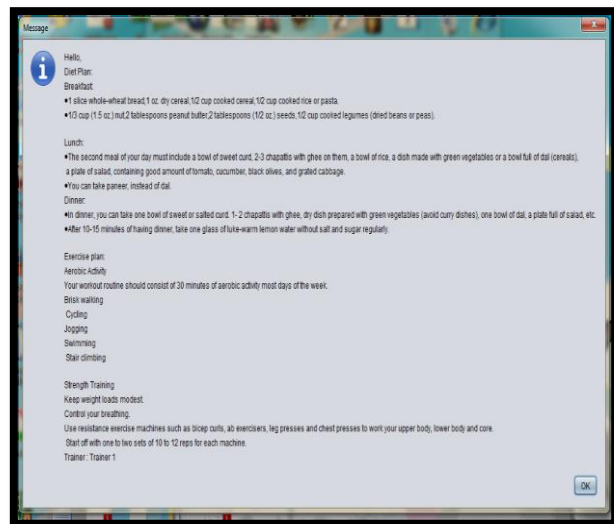 Message
Hello,
Diet Plan:
Breakfast:
•1 slice whole-wheat bread,1 oz. dry cereal,1/2 cup cooked cereal,1/2 cup cooked rice or pasta.
•1/3 cup (1.5 oz.) nut,2 tablespoons peanut butter,2 tablespoons (1/2 oz.) seeds,1/2 cup cooked legumes (dried beans or peas).
Lunch:
•The second meal of your day must include a bowl of sweet curd, 2-3 chapattis with ghee on them, a bowl of rice, a dish made with green vegetables or a bowl full of dal (cereals),
a plate of salad, containing good amount of tomato, cucumber, black olives, and grated cabbage.
•You can take paneer, instead of dal.
Dinner:
•In dinner, you can take one bowl of sweet or salted curd. 1- 2 chapattis with ghee, dry dish prepared with green vegetables (avoid curry dishes), one bowl of dal, a plate full of salad, etc.
•After 10-15 minutes of having dinner, take one glass of luke-warm lemon water without salt and sugar regularly.
Exercise plan:
Aerobic Activity
Your workout routine should consist of 30 minutes of aerobic activity most days of the week.
Brisk walking
Cycling
Jogging
Swimming
Stair climbing
Strength Training
Keep weight loads modest.
Control your breathing.
Use resistance exercise machines such as bicep curls, ab exercisers, leg presses and chest presses to work your upper body, lower body and core.
Start off with one to two sets of 10 to 12 reps for each machine.
Trainer : Trainer 1
OK